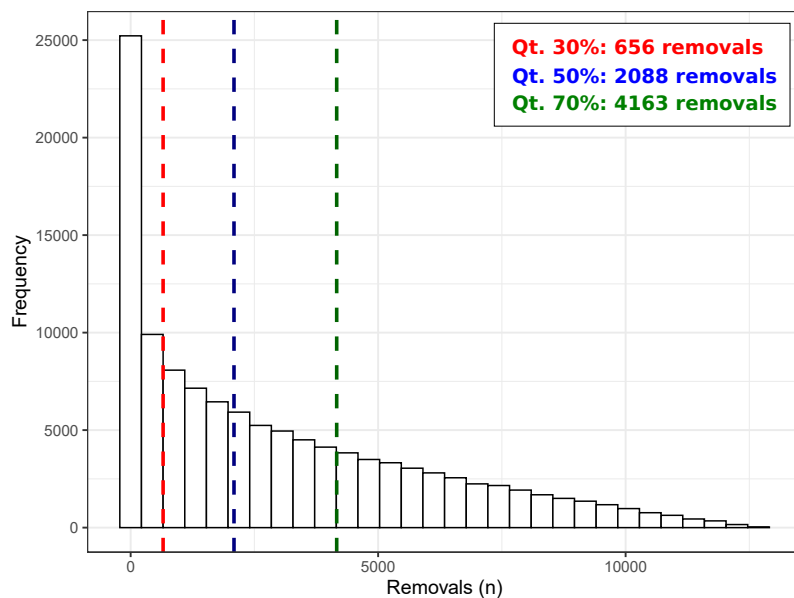 Qt. 30%: 656 removals
Qt. 50%: 2088 removals
Qt. 70%: 4163 removals
25000
20000
15000
10000
5000
0
Frequency
0 5000 10000
Removals (n)